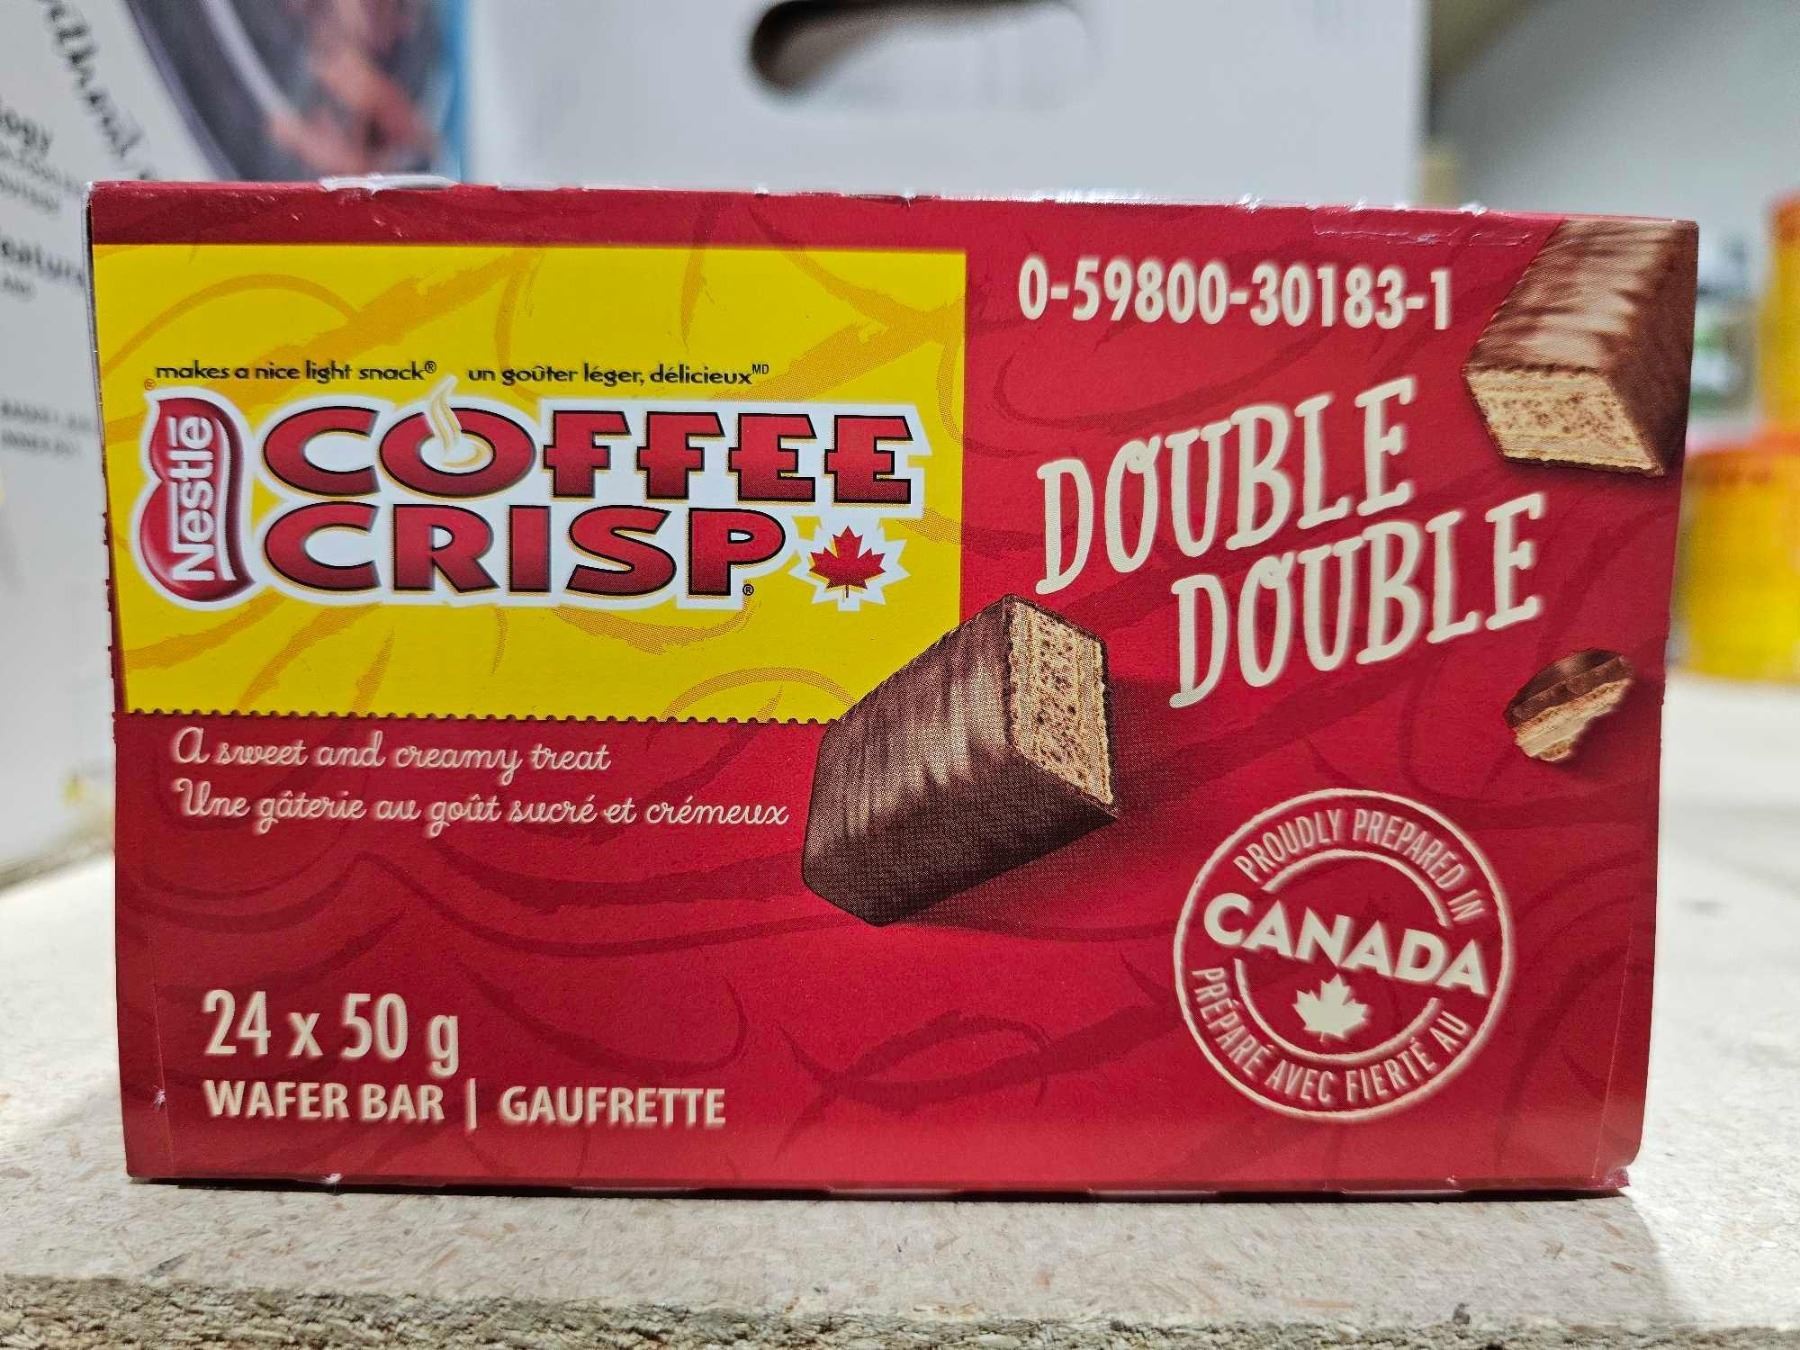 0-59800-30183-1
makes a nice light snack® un goûter léger, délicieuxMD
Nestlé®
COFFEE
CRISP®
DOUBLE
DOUBLE
A sweet and creamy treat
Une gâterie au goût sucré et crémeux
PROUDLY PREPARED IN
CANADA
PRÉPARÉ AVEC FIERTÉ AU
24 x 50 g
WAFER BAR | GAUFRETTE